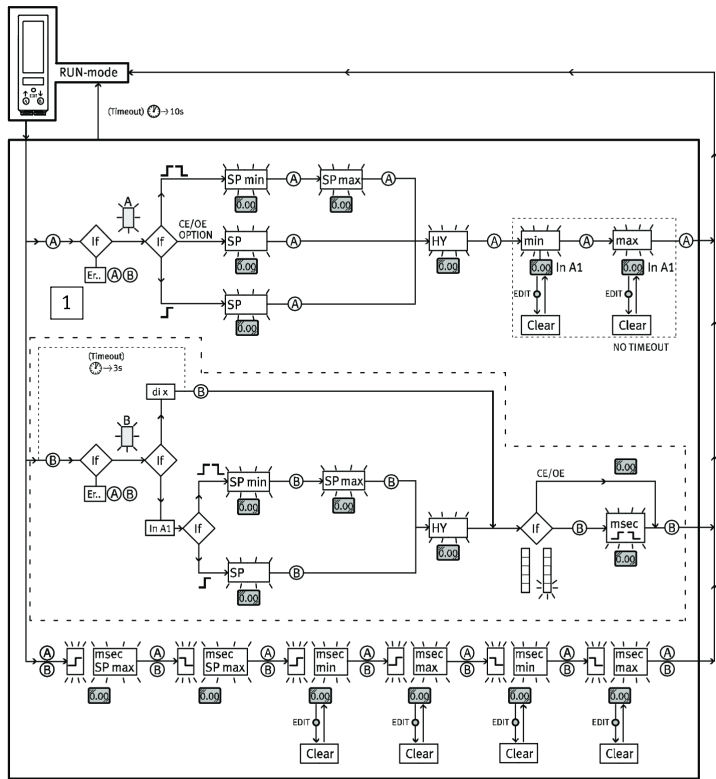 RUN-mode
EDIT
(Timeout) → 10s
A
SP min
A
SP max
A
0.00
0.00
CE/OE
OPTION
A
If
If
SP
A
HY
A
min
A
max
A
0.00
0.00
0.00
In A1
0.00
In A1
Er..
A
B
1
SP
A
0.00
EDIT
EDIT
Clear
Clear
NO TIMEOUT
(Timeout)
→ 3s
di x
B
B
B
If
If
CE/OE
0.00
Er..
A
B
SP min
B
SP max
B
0.00
0.00
In A1
If
HY
If
B
msec
B
0.00
0.00
SP
B
0.00
A
B
msec
SP max
A
B
msec
SP max
A
B
msec
min
A
B
msec
max
A
B
msec
min
A
B
msec
max
A
B
0.00
0.00
0.00
0.00
0.00
0.00
EDIT
EDIT
EDIT
EDIT
Clear
Clear
Clear
Clear